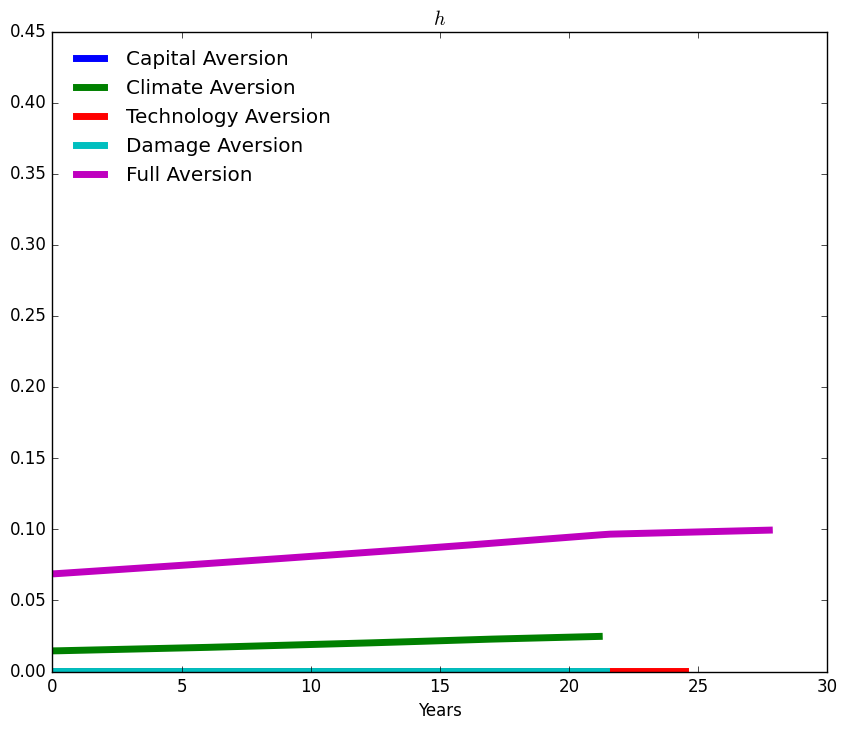 h
0.45
Capital Aversion
Climate Aversion
0.40
Technology Aversion
Damage Aversion
0.35
Full Aversion
0.30
0.25
0.20
0.15
0.10
0.05
0.00
0 5 10 15 20 25 30
Years